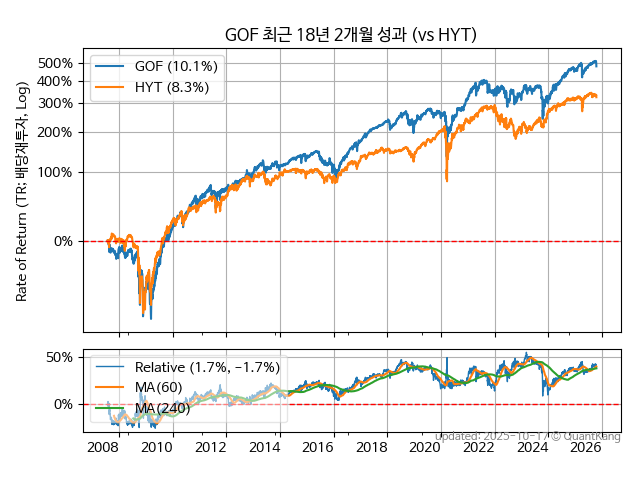 GOF 최근 18년 2개월 성과 (vs HYT)
500%
400%
300%
200%
100%
0%
Rate of Return (TR: 배당재투자, Log)
GOF (10.1%)
HYT (8.3%)
50%
0%
Relative (1.7%, -1.7%)
MA(60)
MA(240)
2008 2010 2012 2014 2016 2018 2020 2022 2024 2026
updated: 2025-10-17 © QuantKang